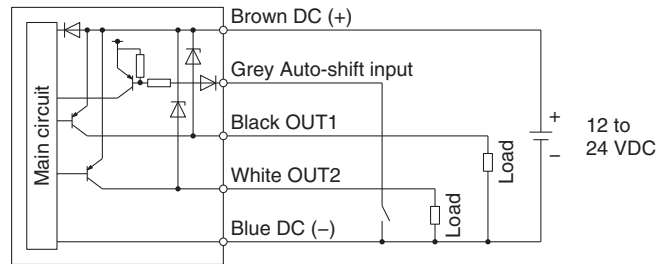 Brown DC (+)
Grey Auto-shift input
Black OUT1
White OUT2
Blue DC (−)
Main circuit
Load
Load
+
−
12 to
24 VDC